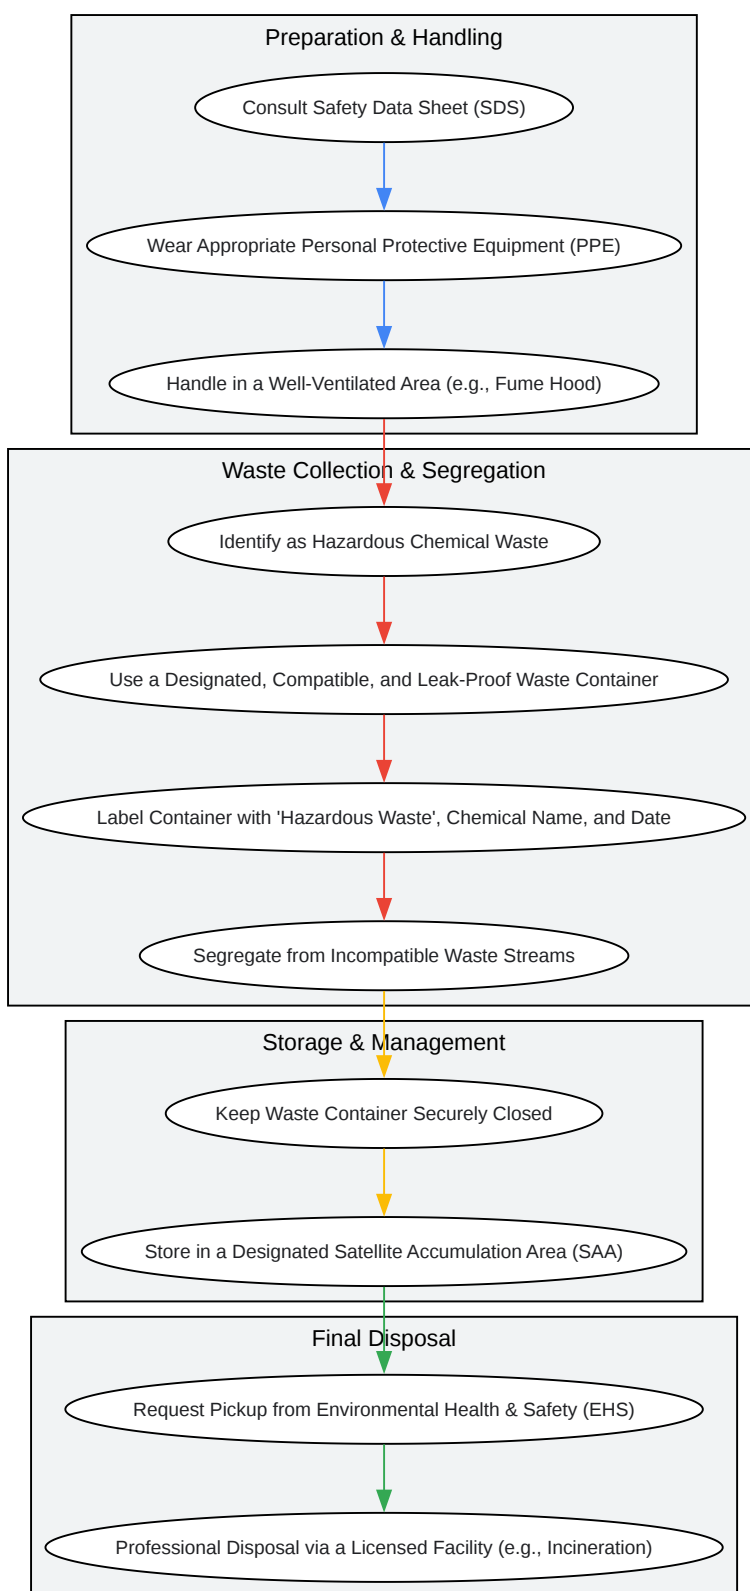 Preparation & Handling
Consult Safety Data Sheet (SDS)
Wear Appropriate Personal Protective Equipment (PPE)
Handle in a Well-Ventilated Area (e.g., Fume Hood)
Waste Collection & Segregation
Identify as Hazardous Chemical Waste
Use a Designated, Compatible, and Leak-Proof Waste Container
Label Container with 'Hazardous Waste', Chemical Name, and Date
Segregate from Incompatible Waste Streams
Storage & Management
Keep Waste Container Securely Closed
Store in a Designated Satellite Accumulation Area (SAA)
Final Disposal
Request Pickup from Environmental Health & Safety (EHS)
Professional Disposal via a Licensed Facility (e.g., Incineration)